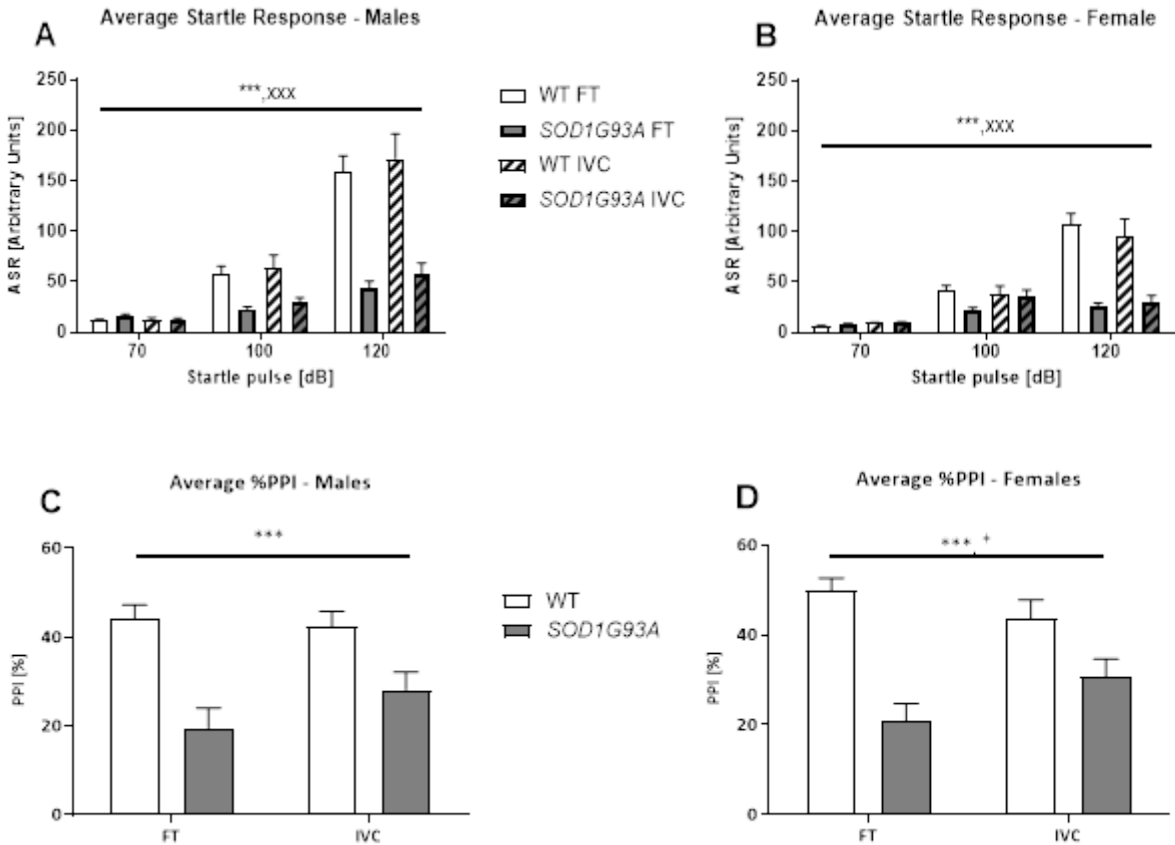 A
Average Startle Response - Males
ASR [Arbitrary Units]
250
200
150
100
50
0
***,XXX
70
100
120
Startle pulse [dB]
WT FT
SOD1G93A FT
WT IVC
SOD1G93A IVC
B
Average Startle Response - Female
ASR [Arbitrary Units]
250
200
150
100
50
0
***,XXX
70
100
120
Startle pulse [dB]
C
Average %PPI - Males
PPI [%]
60
40
20
0
***
FT
IVC
WT
SOD1G93A
D
Average %PPI - Females
PPI [%]
60
40
20
0
***,+
FT
IVC